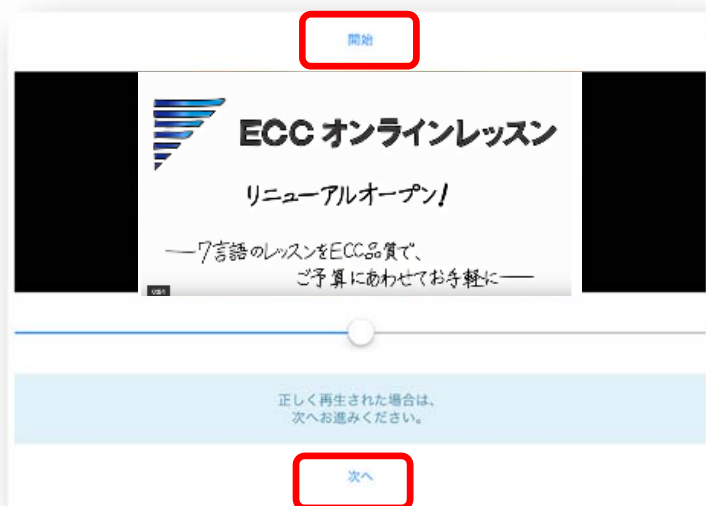 開始
ECC オンラインレッスン
リニューアルオープン!
――7言語のレッスンをECC品質で、
ご予算にあわせてお手軽に――
正しく再生された場合は、
次へお進みください。
次へ